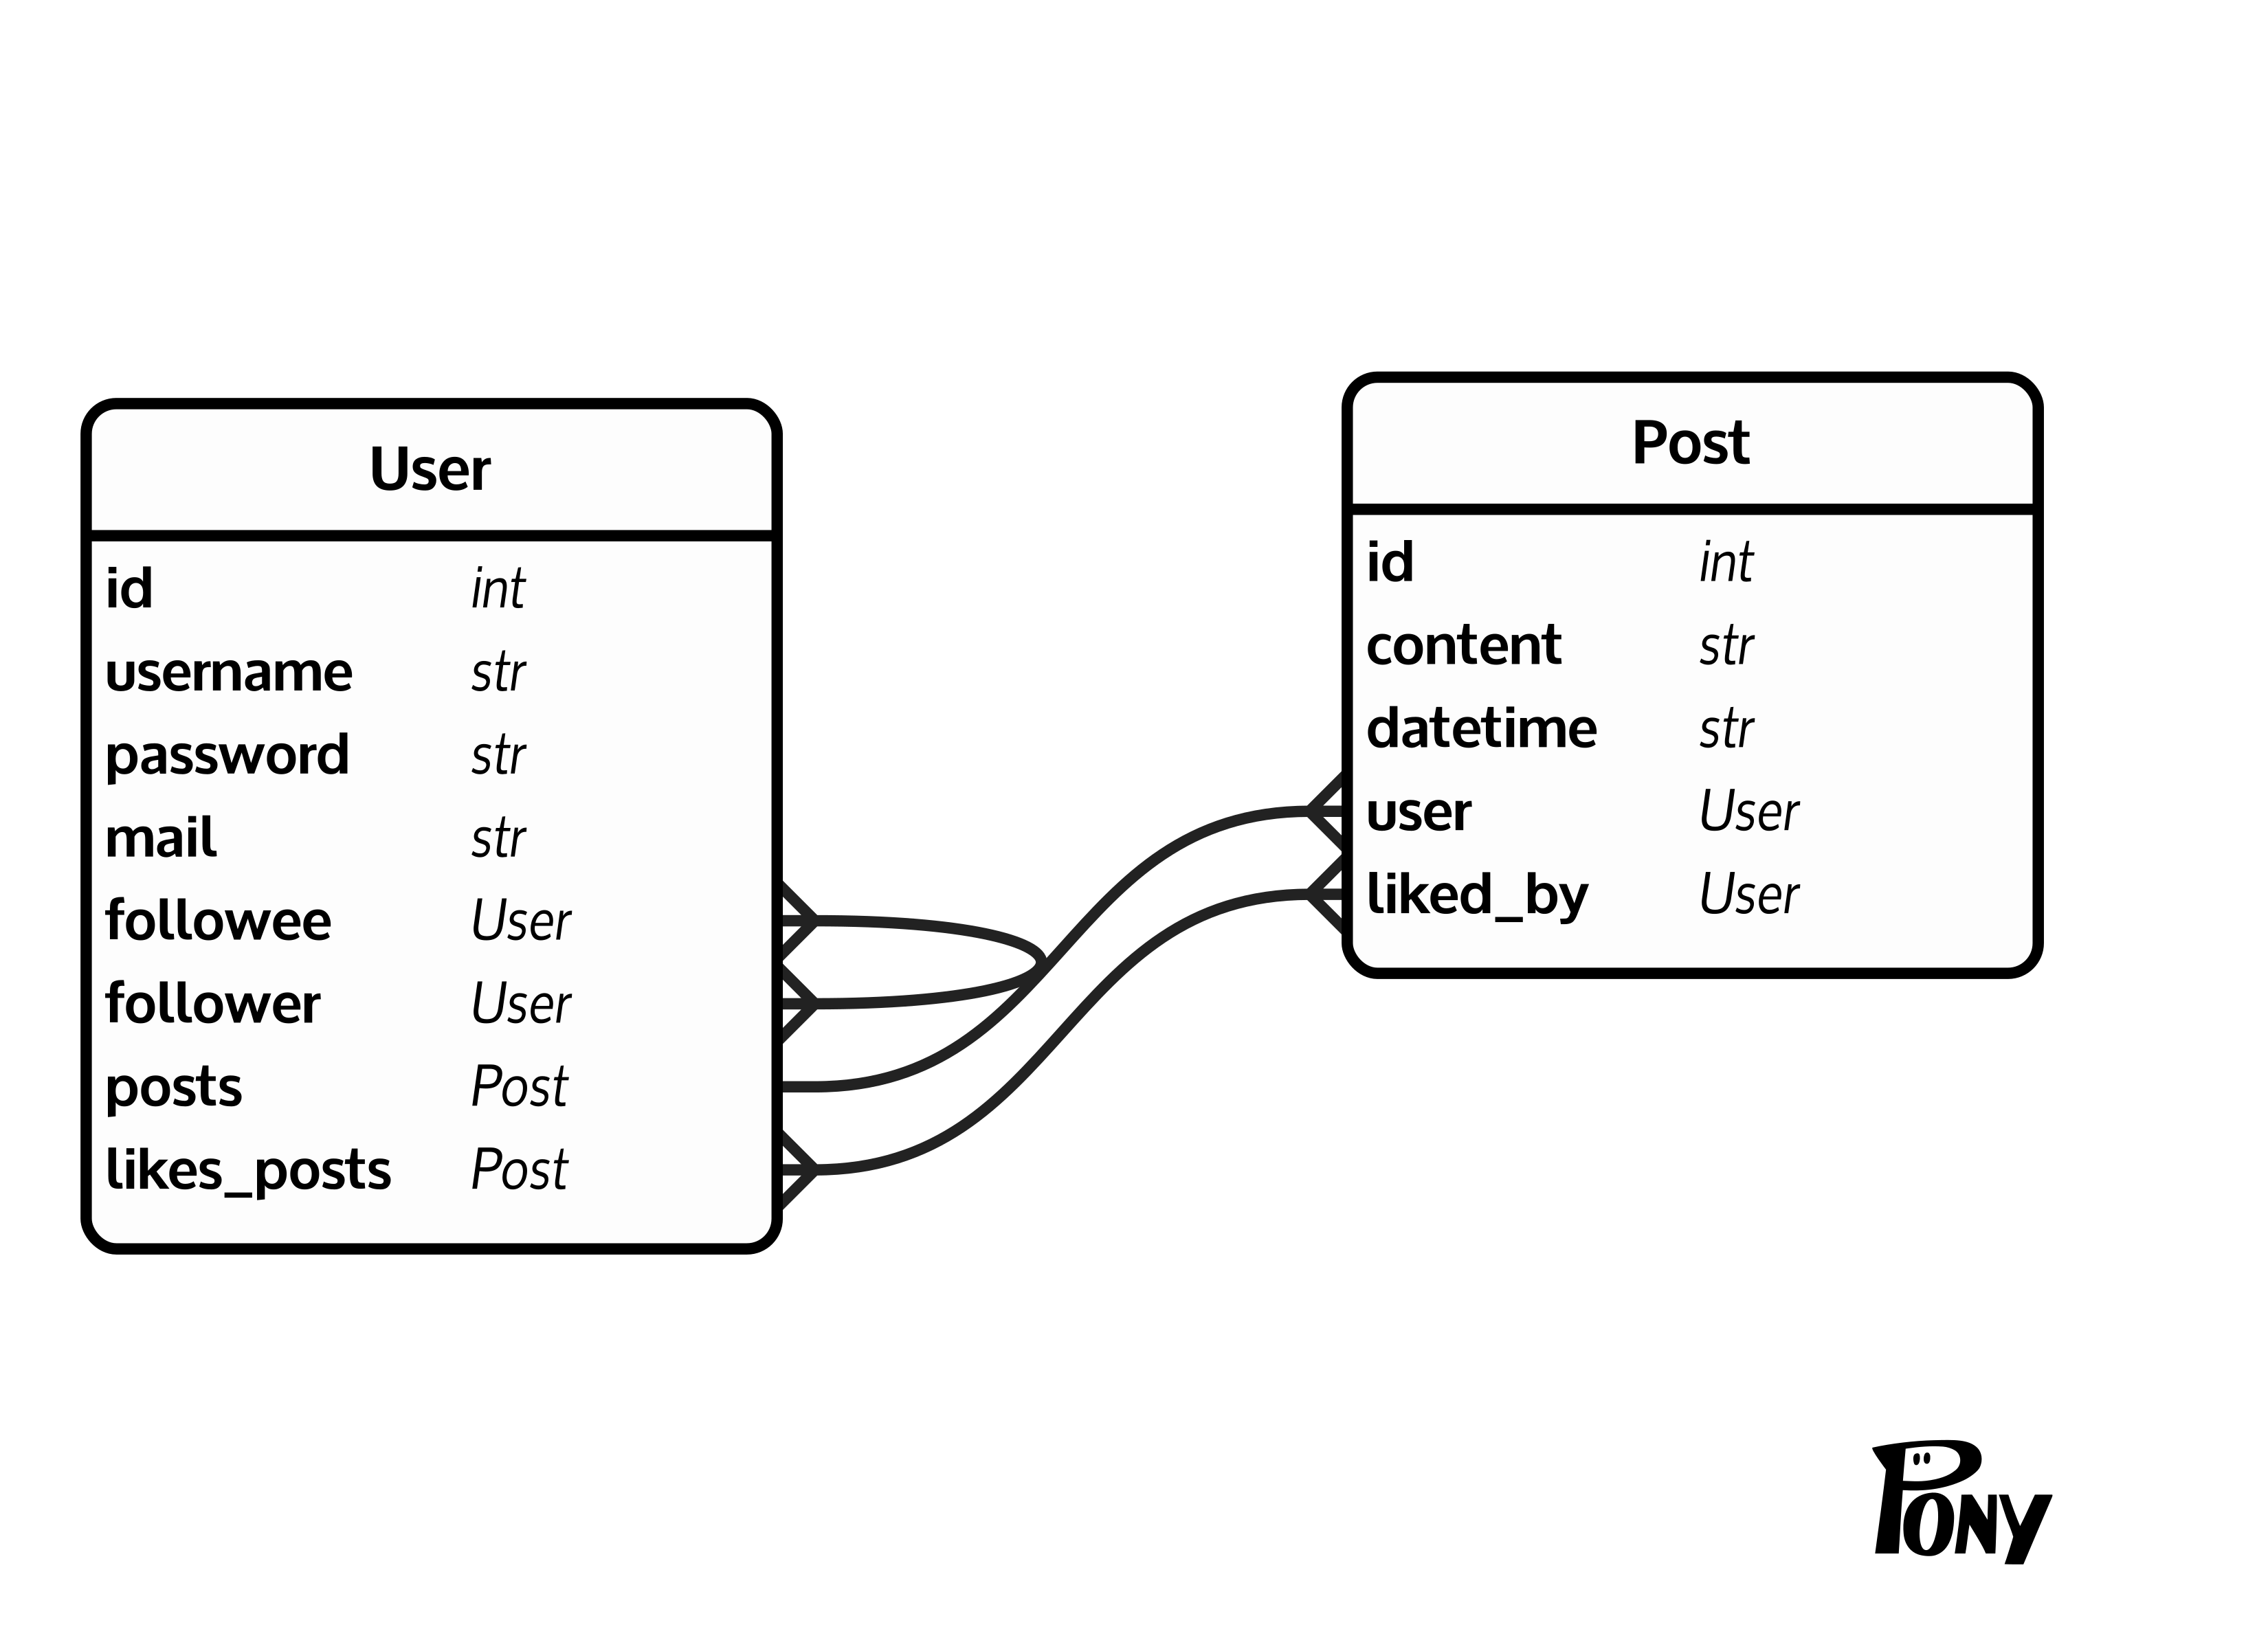 User
id int
username str
password str
mail str
followee User
follower User
posts Post
likes_posts Post
Post
id int
content str
datetime str
user User
liked_by User
PONY